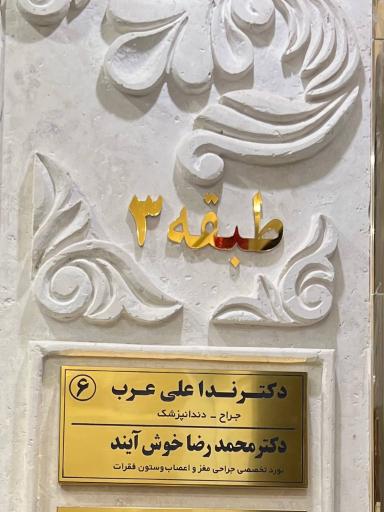 طبقه ۳
دکتر ندا علی عرب
۶
جراح - دندانپزشک
دکتر محمد رضا خوش آیند
بورد تخصصی جراحی مغز و اعصاب وستون فقرات